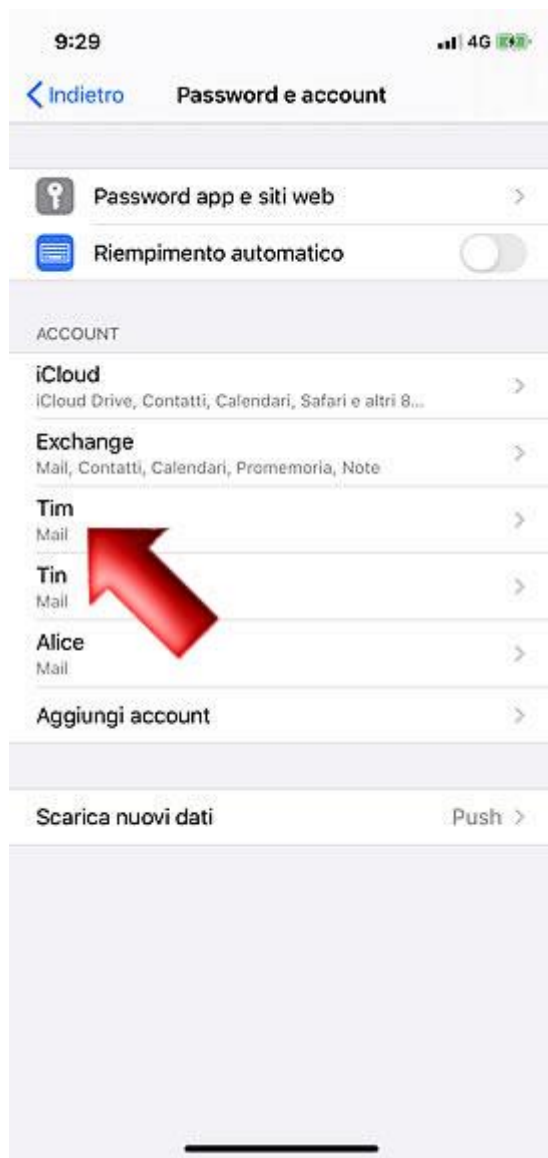 9:29 4G
Indietro Password e account
Password app e siti web
Riempimento automatico
ACCOUNT
iCloud
iCloud Drive, Contatti, Calendari, Safari e altri 8...
Exchange
Mail, Contatti, Calendari, Promemoria, Note
Tim
Mail
Tin
Mail
Alice
Mail
Aggiungi account
Scarica nuovi dati Push